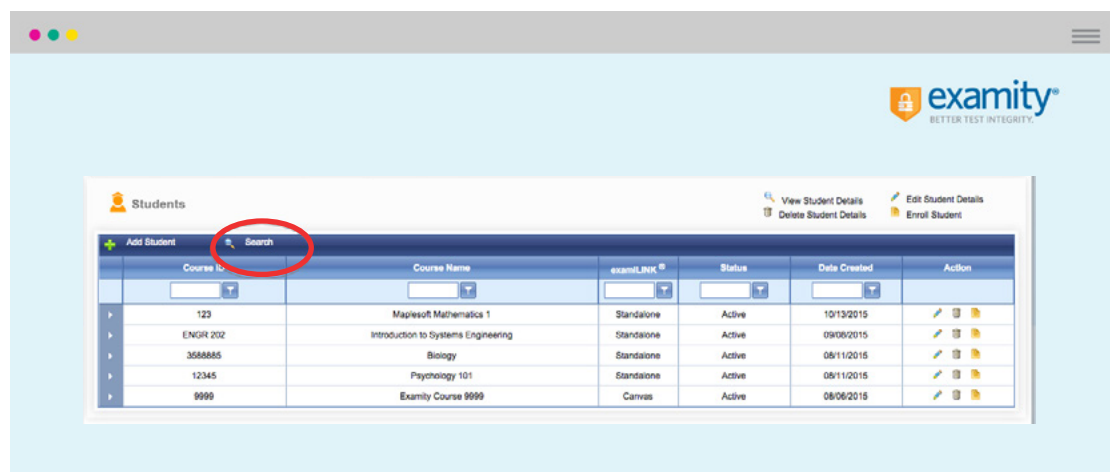 examity®
BETTER TEST INTEGRITY.
Students
View Student Details
Edit Student Details
Delete Student Details
Enroll Student
Add Student
Search
Course ID
Course Name
examiLINK®
Status
Date Created
Action
123 Maplesoft Mathematics 1 Standalone Active 10/13/2015
ENGR 202 Introduction to Systems Engineering Standalone Active 09/08/2015
3588885 Biology Standalone Active 08/11/2015
12345 Psychology 101 Standalone Active 08/11/2015
9999 Examity Course 9999 Canvas Active 08/06/2015